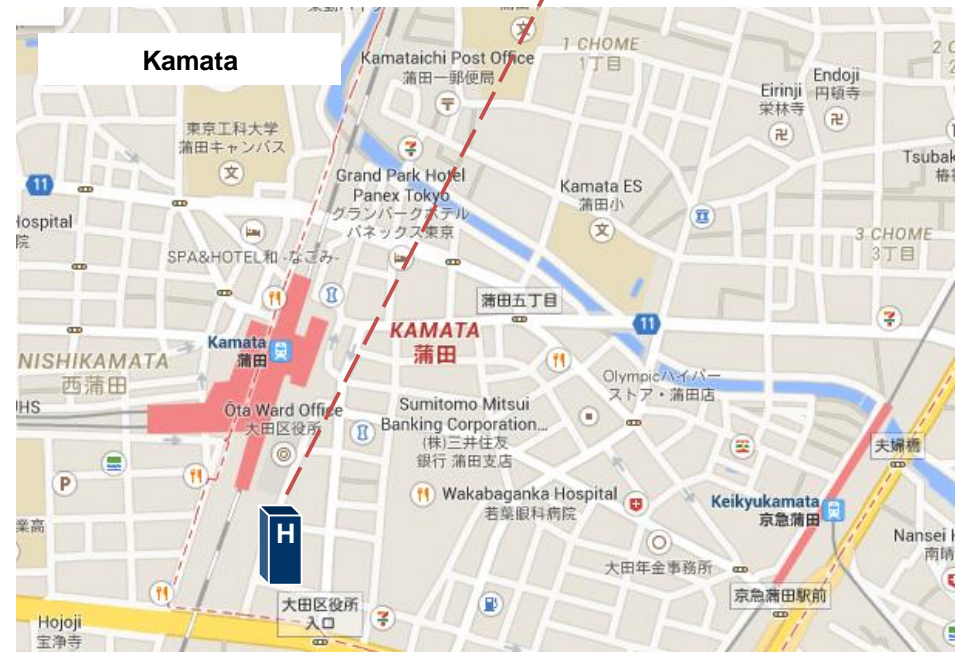 Kamata
Kamataichi Post Office
蒲田一郵便局
1 CHOME
1丁目
Endoji
円頓寺
Eirinji
栄林寺
東京工科大学
蒲田キャンパス
文
文
11
Grand Park Hotel
Panex Tokyo
グランパークホテル
パネックス東京
Kamata ES
蒲田小
文
Tsubak
3 CHOME
3丁目
Hospital
院
SPA&HOTEL和 -なごみ-
蒲田五丁目
11
KAMATA
蒲田
Kamata
蒲田
NISHIKAMATA
西蒲田
JHS
Ōta Ward Office
大田区役所
Sumitomo Mitsui
Banking Corporation...
(株)三井住友
銀行 蒲田支店
Olympicハイパー
ストア・蒲田店
夫婦橋
P
Wakabaganka Hospital
若葉眼科病院
Keikyukamata
京急蒲田
業高
H
Nansei H
南晴
大田年金事務所
大田区役所
入口
京急蒲田駅前
Hojoji
宝浄寺